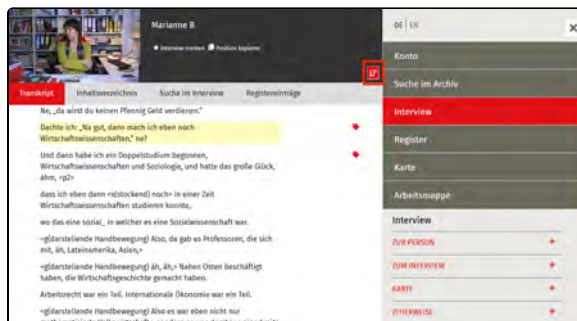 Marianne B
Interview merken Position kopieren
Transkript Inhaltsverzeichnis Suche im Interview Registereinträge
Ne, „da wirst du keinen Pfennig Geld verdienen.“
Dachte ich: „Na gut, dann mach ich eben noch
Wirtschaftswissenschaften,“ ne?
Und dann habe ich ein Doppelstudium begonnen,
Wirtschaftswissenschaften und Soziologie, und hatte das große Glück,
ähm, <p2>
dass ich eben dann <s(stockend) noch> in einer Zeit
Wirtschaftswissenschaften studieren konnte,
wo das eine sozial_ in welcher es eine Sozialwissenschaft war.
<g(darstellende Handbewegung) Also, da gab es Professoren, die sich
mit, äh, Lateinamerika, Asien,>
<g(darstellende Handbewegung) äh, äh,> Nahen Osten beschäftigt
haben, die Wirtschaftsgeschichte gemacht haben.
Arbeitsrecht war ein Teil. Internationale Ökonomie war ein Teil.
<g(darstellende Handbewegung) Also es war eben nicht nur
DE | EN
Konto
Suche im Archiv
Interview
Register
Karte
Arbeitsmappe
Interview
ZUR PERSON +
ZUM INTERVIEW +
KARTE +
ZITIERWEISE +